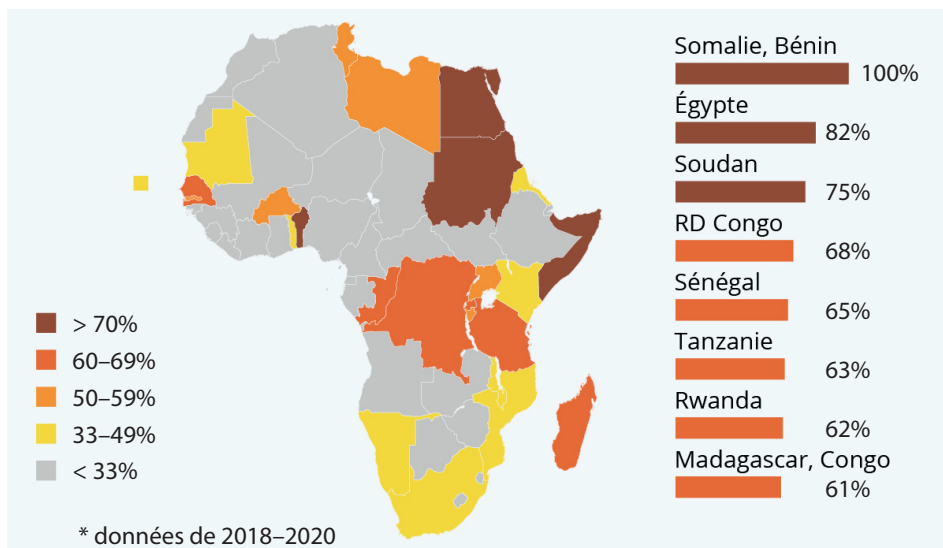 Somalie, Bénin
100%
Égypte
82%
Soudan
75%
RD Congo
68%
Sénégal
65%
Tanzanie
63%
Rwanda
62%
Madagascar, Congo
61%
> 70%
60–69%
50–59%
33–49%
< 33%
* données de 2018–2020